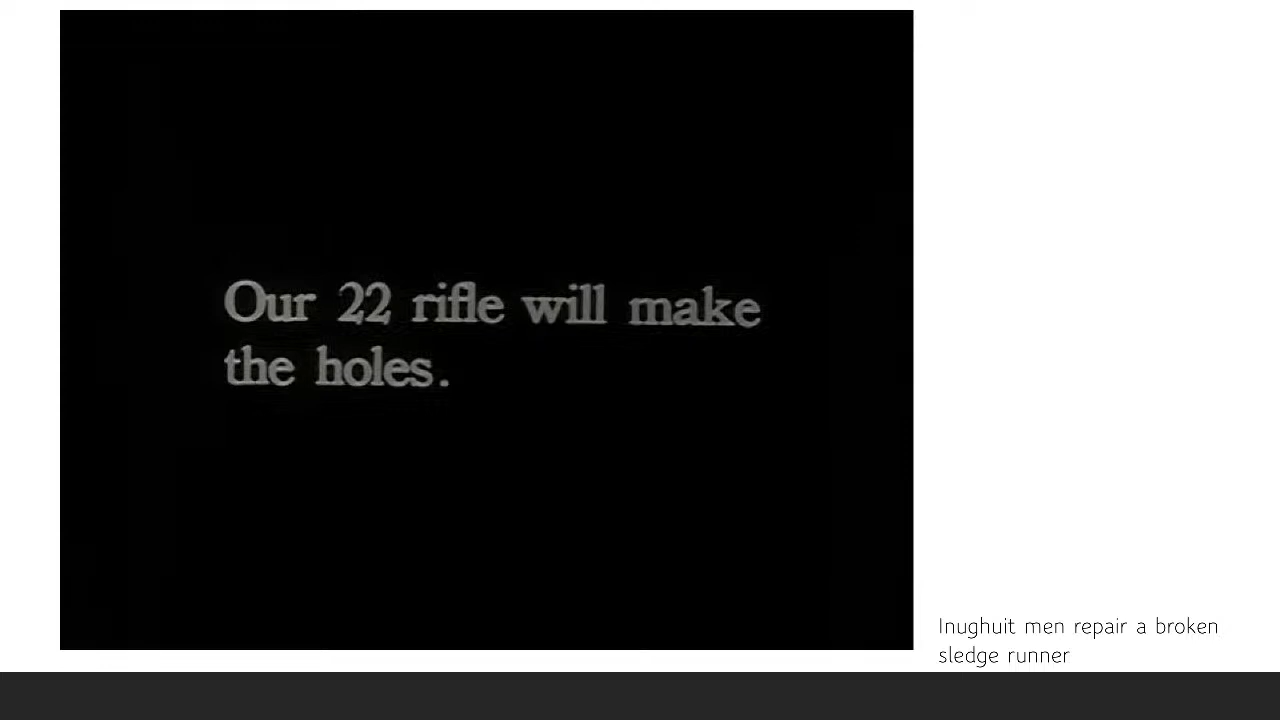 Our 22 rifle will make
the holes.
Inughuit men repair a broken
sledge runner